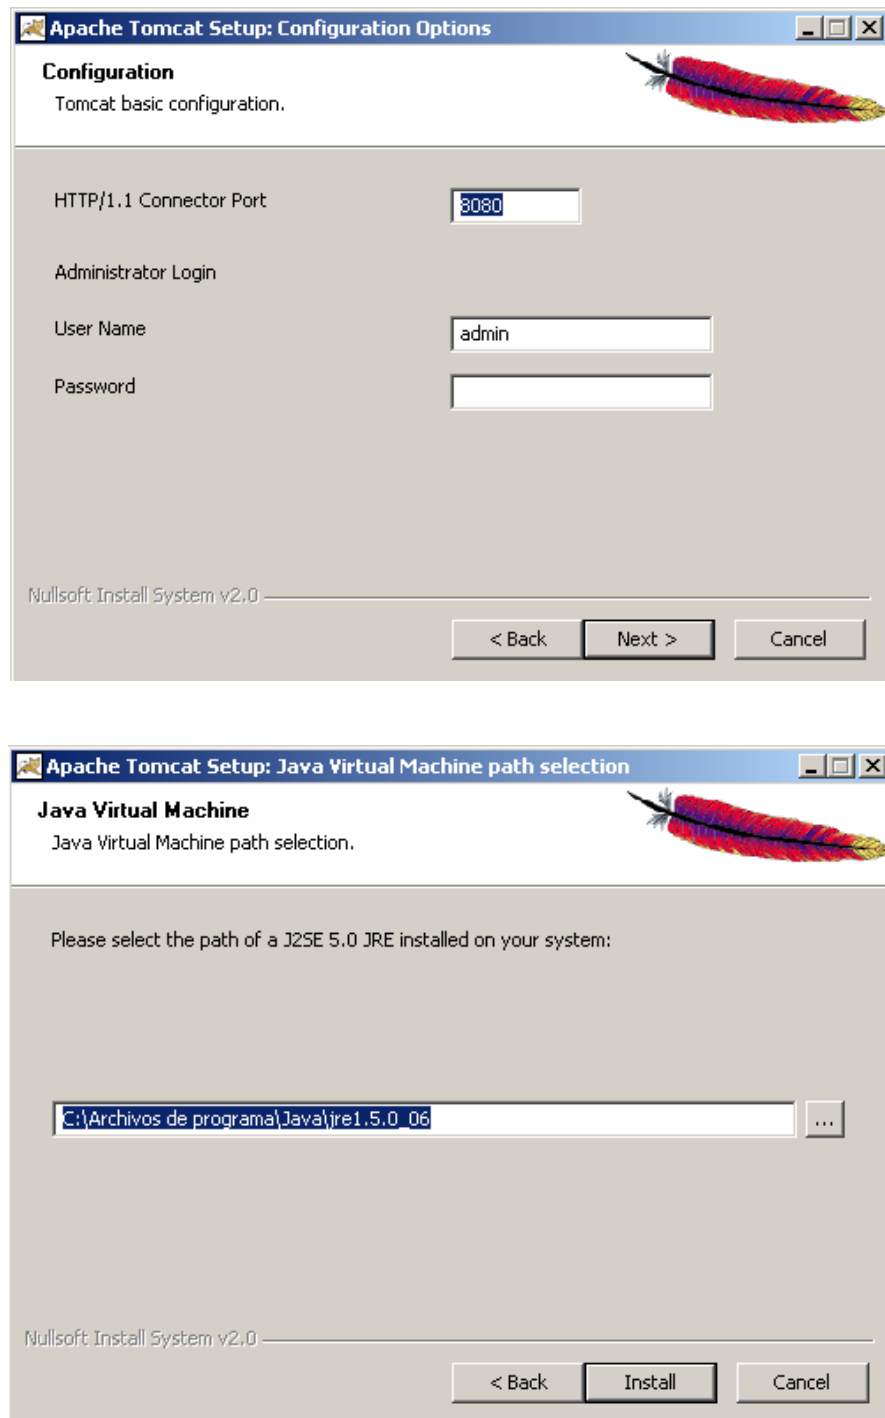 Apache Tomcat Setup: Configuration Options
Configuration
Tomcat basic configuration.
HTTP/1.1 Connector Port 8080
Administrator Login
User Name admin
Password
Nullsoft Install System v2.0
< Back Next > Cancel
Apache Tomcat Setup: Java Virtual Machine path selection
Java Virtual Machine
Java Virtual Machine path selection.
Please select the path of a J2SE 5.0 JRE installed on your system:
C:\Archivos de programa\Java\jre1.5.0_06 ...
Nullsoft Install System v2.0
< Back Install Cancel